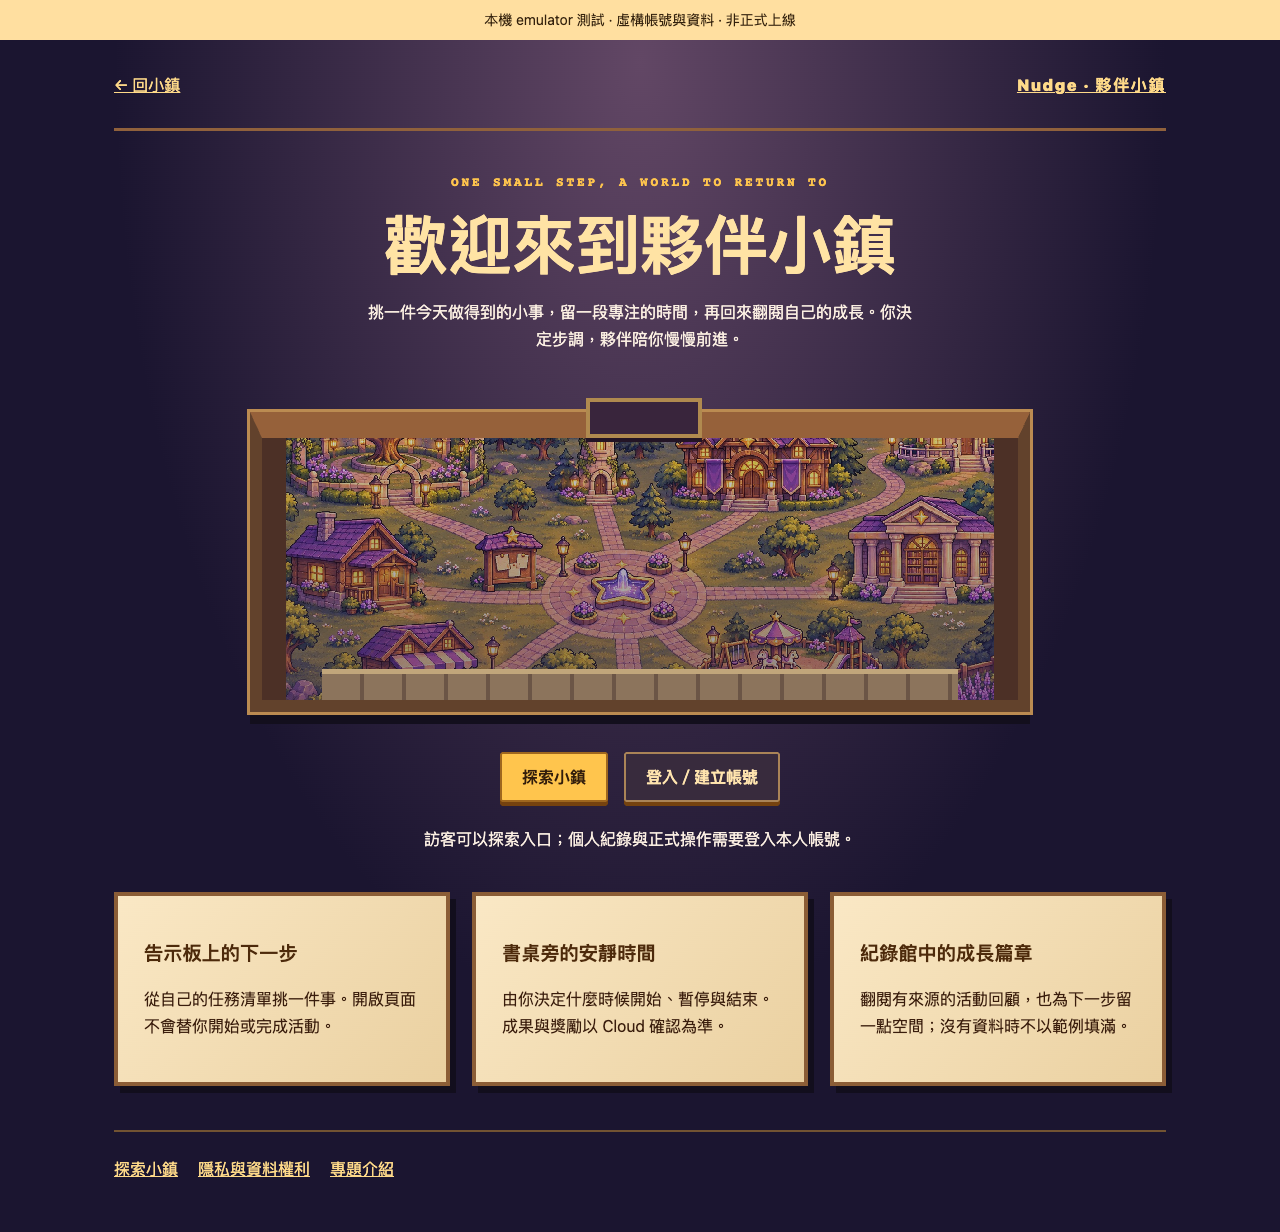 本機 emulator 測試 · 虛構帳號與資料 · 非正式上線
← 回小鎮
Nudge · 夥伴小鎮
ONE SMALL STEP, A WORLD TO RETURN TO
歡迎來到夥伴小鎮
挑一件今天做得到的小事，留一段專注的時間，再回來翻閱自己的成長。你決
定步調，夥伴陪你慢慢前進。
探索小鎮
登入 / 建立帳號
訪客可以探索入口；個人紀錄與正式操作需要登入本人帳號。
告示板上的下一步
從自己的任務清單挑一件事。開啟頁面
不會替你開始或完成活動。
書桌旁的安靜時間
由你決定什麼時候開始、暫停與結束。
成果與獎勵以 Cloud 確認為準。
紀錄館中的成長篇章
翻閱有來源的活動回顧，也為下一步留
一點空間；沒有資料時不以範例填滿。
探索小鎮
隱私與資料權利
專題介紹